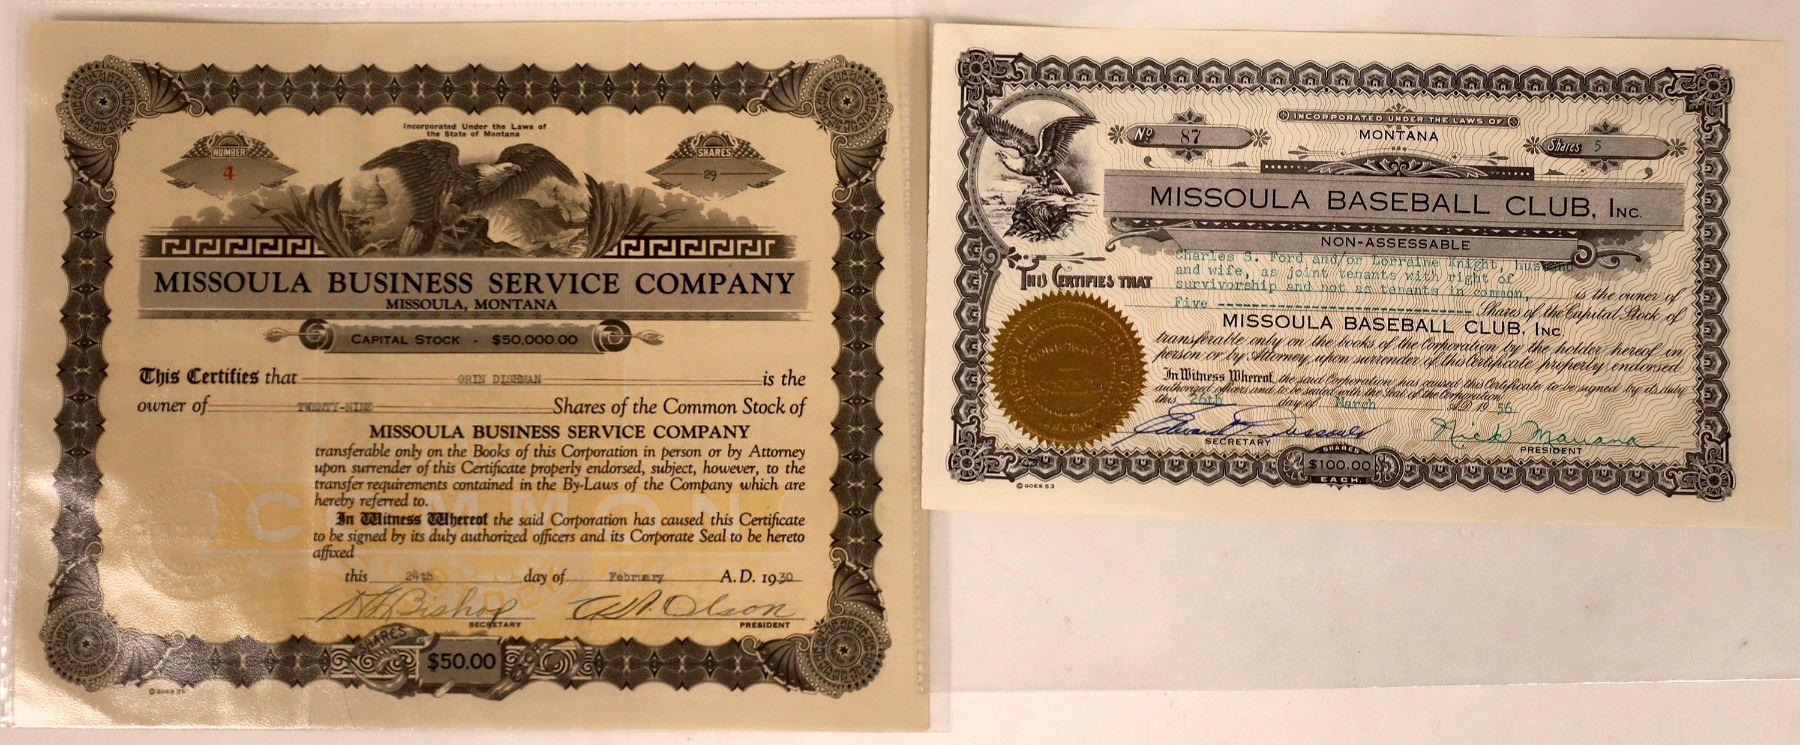 Incorporated Under the Laws of
the State of Montana
NUMBER
4
SHARES
29
MISSOULA BUSINESS SERVICE COMPANY
MISSOULA, MONTANA
CAPITAL STOCK - $50,000.00
This Certifies that ORIN DISHMAN is the
owner of TWENTY-NINE Shares of the Common Stock of
MISSOULA BUSINESS SERVICE COMPANY
transferable only on the Books of this Corporation in person or by Attorney
upon surrender of this Certificate properly endorsed, subject, however, to the
transfer requirements contained in the By-Laws of the Company which are
hereby referred to.
COMMON
In Witness Whereof the said Corporation has caused this Certificate
to be signed by its duly authorized officers and its Corporate Seal to be hereto
affixed
this 24th day of February A.D. 1930
Bishop Olson
SECRETARY PRESIDENT
SHARES
$50.00
© GOES
INCORPORATED UNDER THE LAWS OF
MONTANA
No 87
Shares 5
MISSOULA BASEBALL CLUB, INC.
NON-ASSESSABLE
THIS CERTIFIES THAT
Charles S. Ford and/or Lorraine Knight, husband
and wife, as joint tenants with right of
survivorship and not as tenants in common, is the owner of
Five Shares of the Capital Stock of
MISSOULA BASEBALL CLUB, INC.
transferable only on the books of the Corporation by the holder hereof in
person or by Attorney upon surrender of this Certificate properly endorsed
In Witness Whereof, the said Corporation has caused this Certificate to be signed by its duly
authorized officers and to be sealed with the Seal of the Corporation
this 26th day of March A.D. 1956
Edward Nick Mariana
SECRETARY PRESIDENT
SHARES
$100.00
EACH
© GOES 53